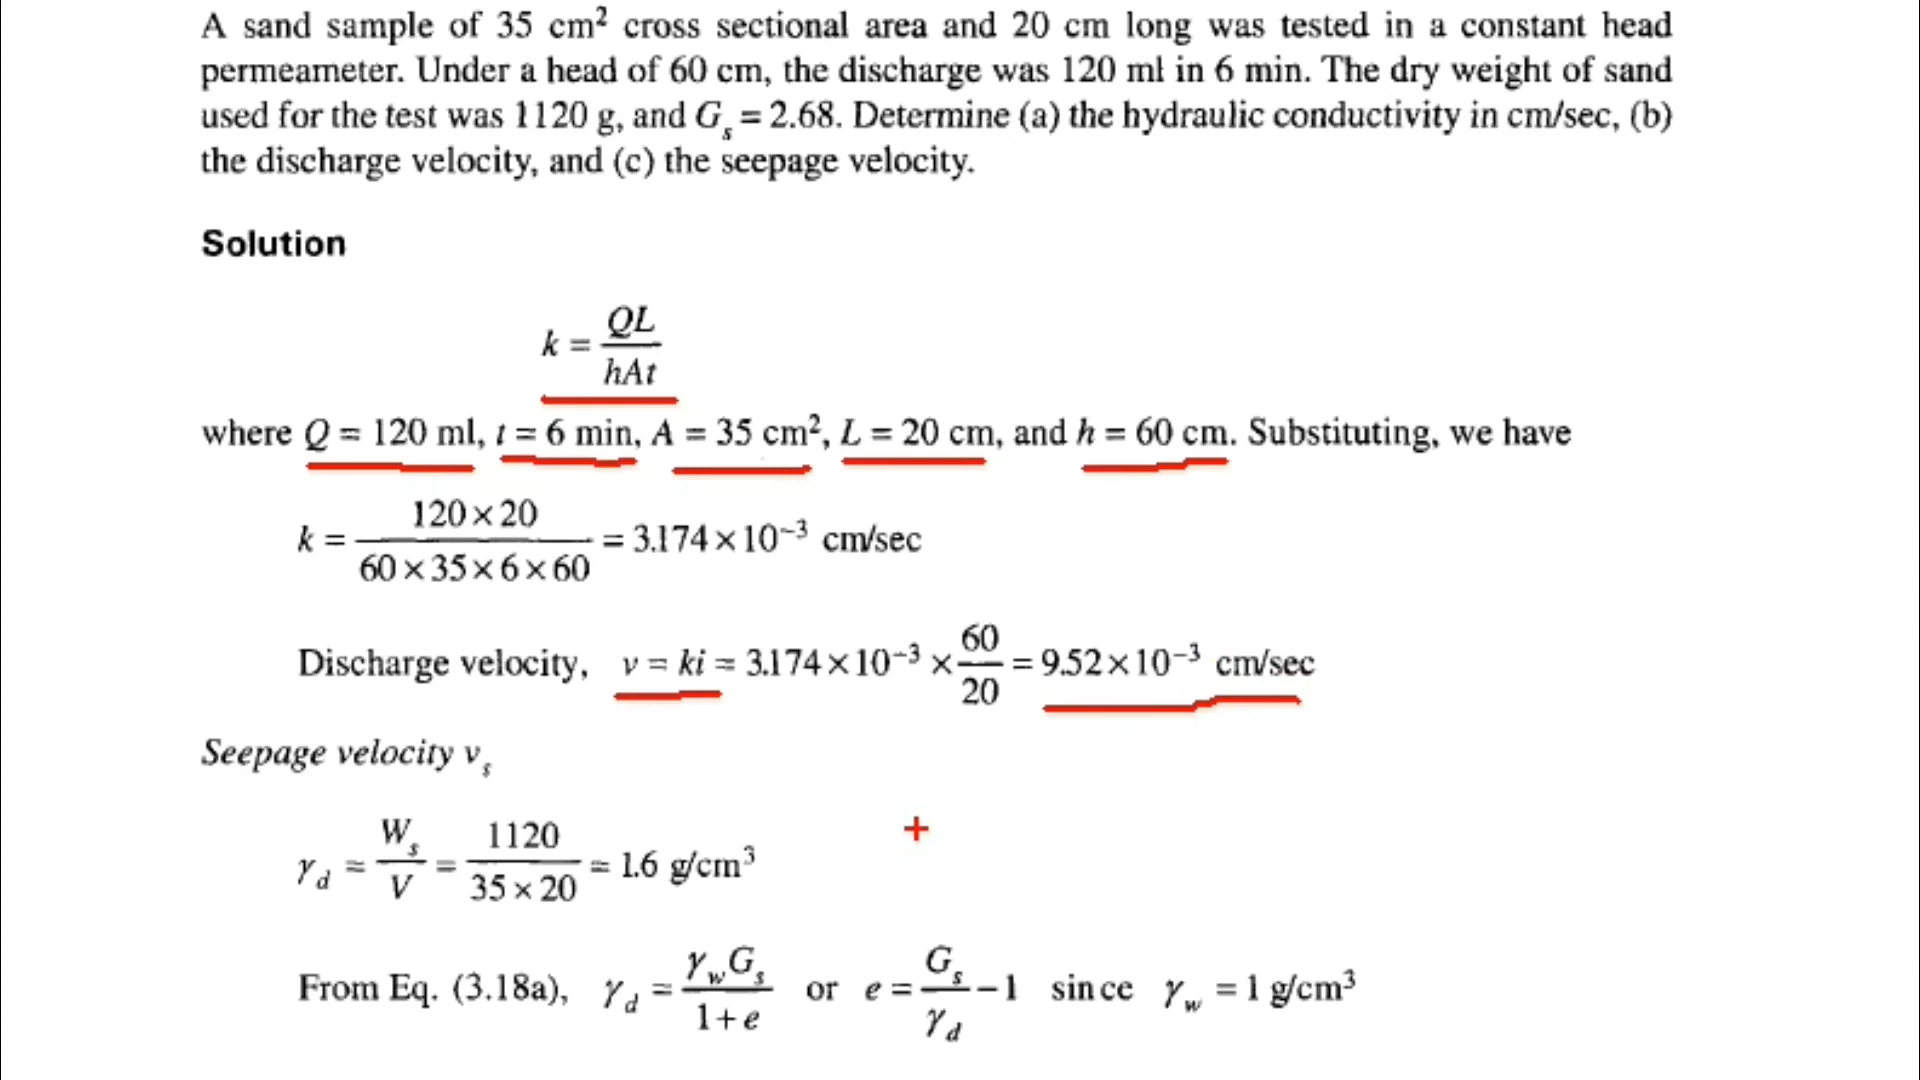 A sand sample of 35 cm² cross sectional area and 20 cm long was tested in a constant head
permeameter. Under a head of 60 cm, the discharge was 120 ml in 6 min. The dry weight of sand
used for the test was 1120 g, and Gₛ = 2.68. Determine (a) the hydraulic conductivity in cm/sec, (b)
the discharge velocity, and (c) the seepage velocity.
Solution
k = QL / hAt
where Q = 120 ml, t = 6 min, A = 35 cm², L = 20 cm, and h = 60 cm. Substituting, we have
k = 120 × 20 / 60 × 35 × 6 × 60 = 3.174 × 10⁻³ cm/sec
Discharge velocity, v = ki = 3.174 × 10⁻³ × 60 / 20 = 9.52 × 10⁻³ cm/sec
Seepage velocity vₛ
γd = Wₛ / V = 1120 / 35 × 20 = 1.6 g/cm³
From Eq. (3.18a), γd = γwGₛ / 1 + e or e = Gₛ / γd − 1 since γw = 1 g/cm³